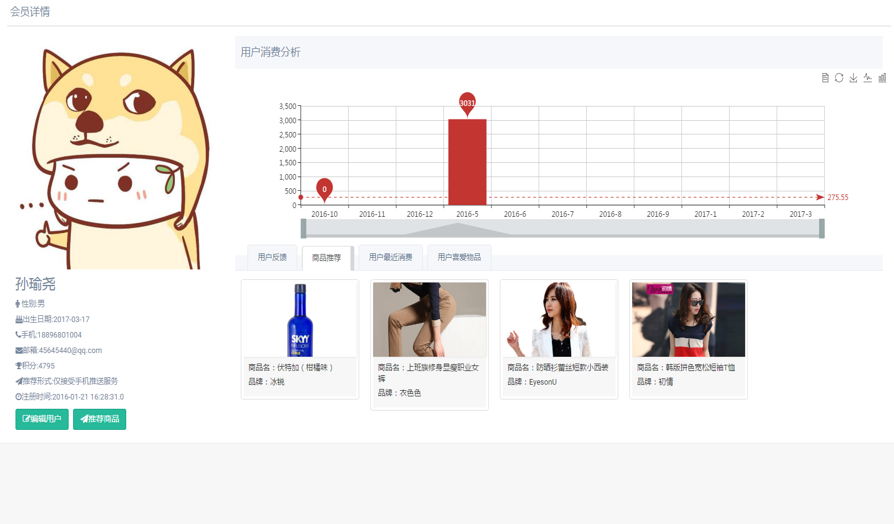 会员详情
用户消费分析
3,500
3,000
2,500
2,000
1,500
1,000
500
0
3031
0
275.55
2016-10
2016-11
2016-12
2016-5
2016-6
2016-7
2016-8
2016-9
2017-1
2017-2
2017-3
孙瑜尧
性别:男
出生日期:2017-03-17
手机:18896801004
邮箱:45645440@qq.com
积分:4795
推荐形式:仅接受手机推送服务
注册时间:2016-01-21 16:28:31.0
编辑用户
推荐商品
用户反馈
商品推荐
用户最近消费
用户喜爱物品
SKYY
商品名：伏特加（柑橘味）
品牌：冰锐
商品名：上班族修身显瘦职业女
裤
品牌：衣色色
商品名：防晒衫蕾丝短款小西装
品牌：EyesonU
商品名：韩版拼色宽松短袖T恤
品牌：初情